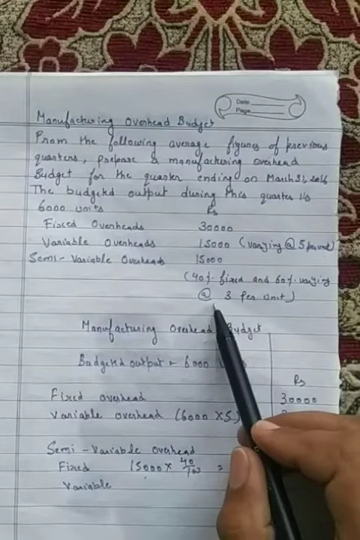 Date
Page
Manufacturing Overhead Budget
From the following average figures of previous
quarters, prepare a manufacturing overhead
Budget for the quarter ending on March 31, 2016
The budgeted output during this quarter is
6000 units
Rs
Fixed Overheads 30000
Variable Overheads 15000 (varying @ 5 per unit)
Semi-Variable Overheads 15000
(40% fixed and 60% varying
@ 3 per unit)
Manufacturing Overhead Budget
Budgeted output - 6000
Rs
Fixed overhead 30000
Variable overhead (6000 x 5)
Semi-Variable overhead
Fixed 15000 x 40/100 =
Variable